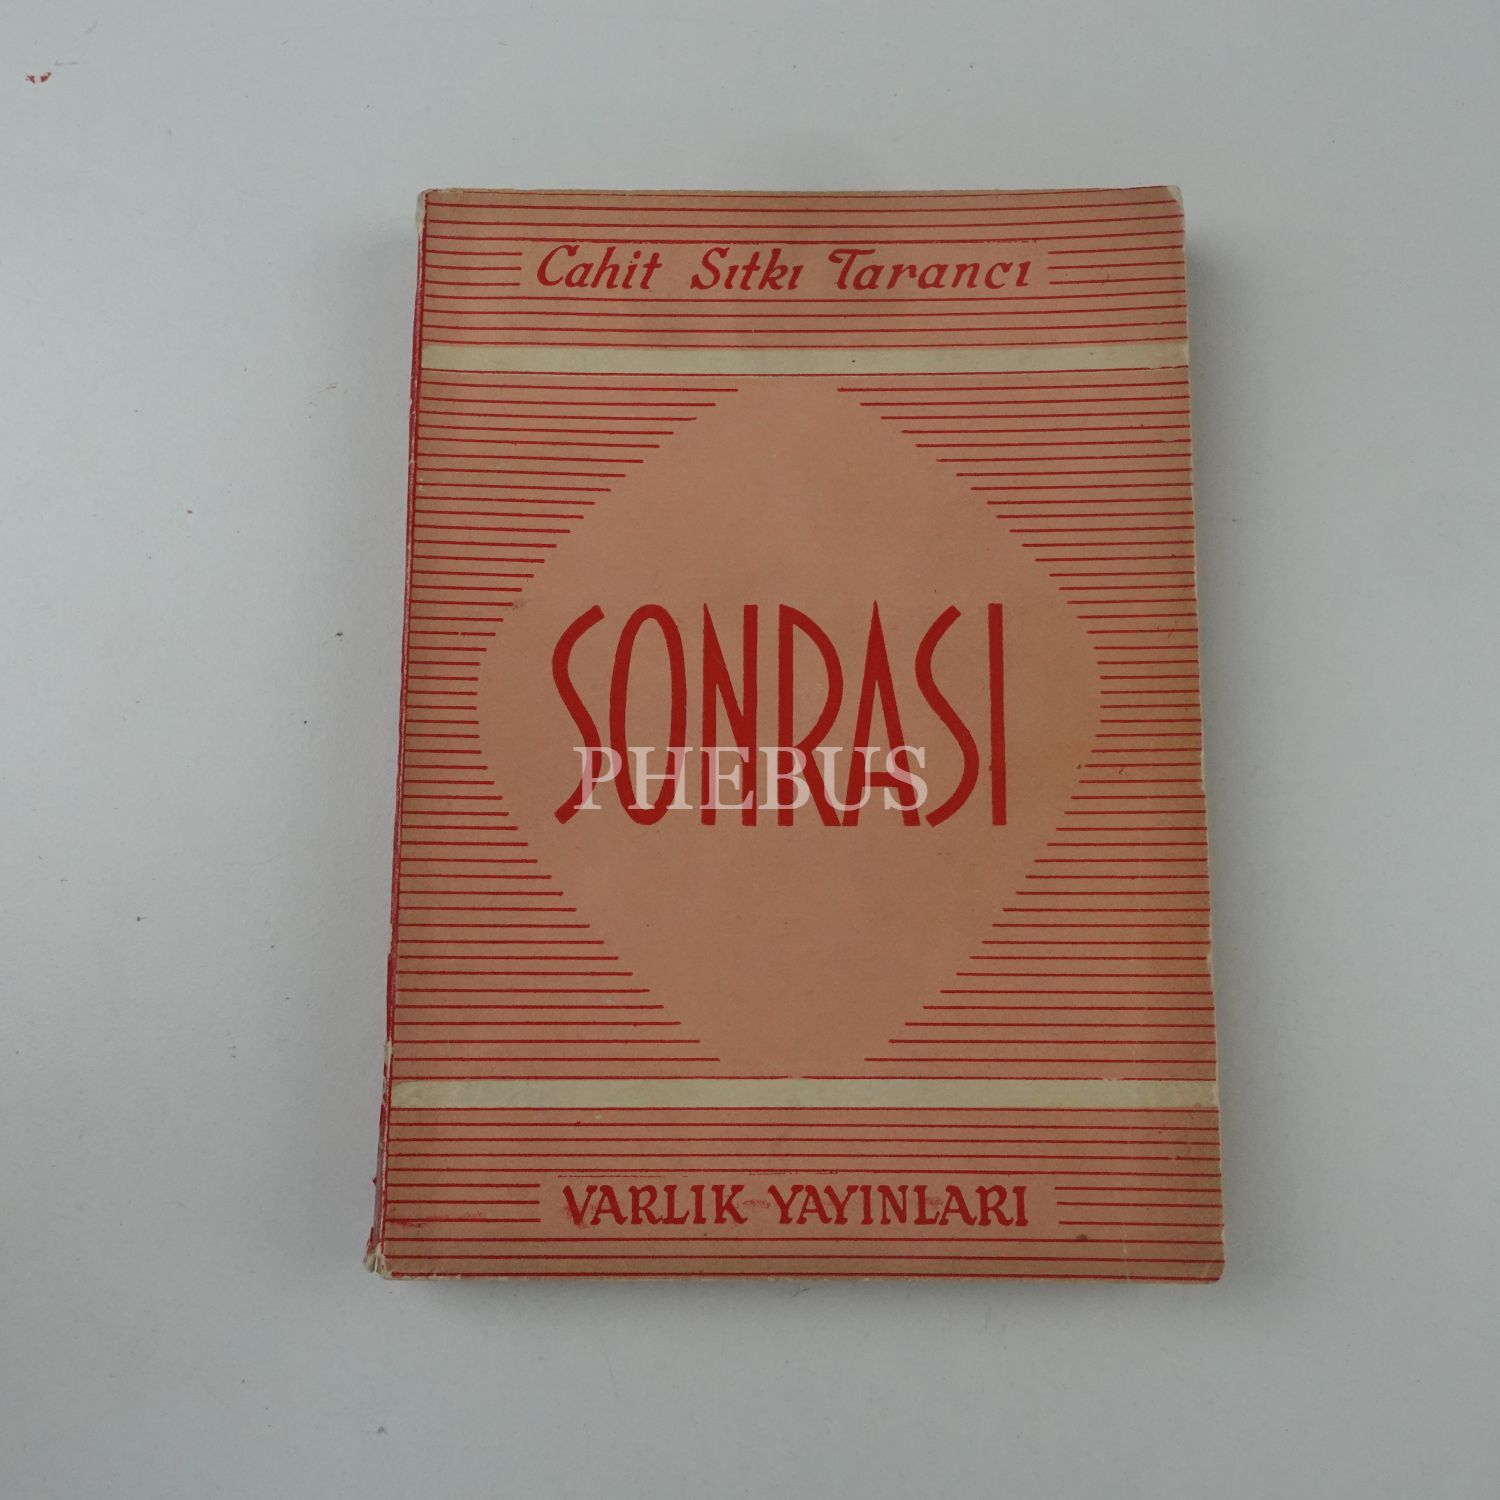 Cahit Sıtkı Tarancı
SONRASI
PHEBUS
VARLIK YAYINLARI